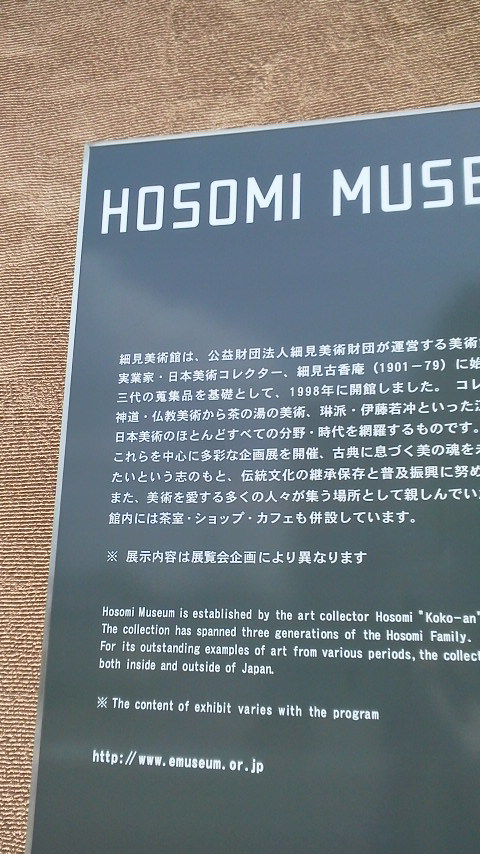 HOSOMI MUSE
細見美術館は、公益財団法人細見美術財団が運営する美術
実業家・日本美術コレクター、細見古香庵（1901－79）に始
三代の蒐集品を基礎として、1998年に開館しました。 コレ
神道・仏教美術から茶の湯の美術、琳派・伊藤若冲といった江
日本美術のほとんどすべての分野・時代を網羅するものです。
これらを中心に多彩な企画展を開催、古典に息づく美の魂を
たいという志のもと、伝統文化の継承保存と普及振興に努め
また、美術を愛する多くの人々が集う場所として親しんでい
館内には茶室・ショップ・カフェも併設しています。
※ 展示内容は展覧会企画により異なります
Hosomi Museum is established by the art collector Hosomi "Koko-an"
The collection has spanned three generations of the Hosomi Family.
For its outstanding examples of art from various periods, the collect
both inside and outside of Japan.
※ The content of exhibit varies with the program
http://www.emuseum.or.jp